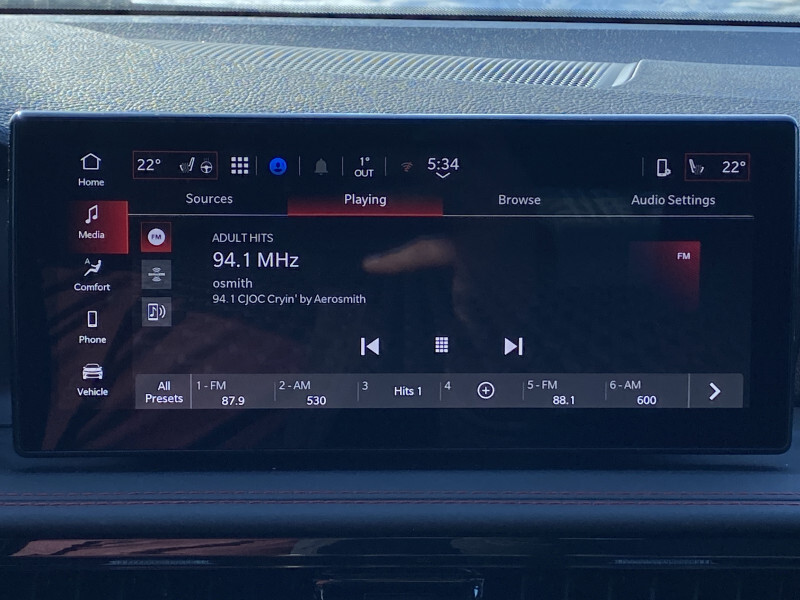 Home
22°
1°
OUT
5:34
22°
Sources
Playing
Browse
Audio Settings
Media
FM
ADULT HITS
94.1 MHz
osmith
94.1 CJOC Cryin' by Aerosmith
FM
A
Comfort
Phone
Vehicle
All
Presets
1 - FM
87.9
2 - AM
530
3
Hits 1
4
5 - FM
88.1
6 - AM
600